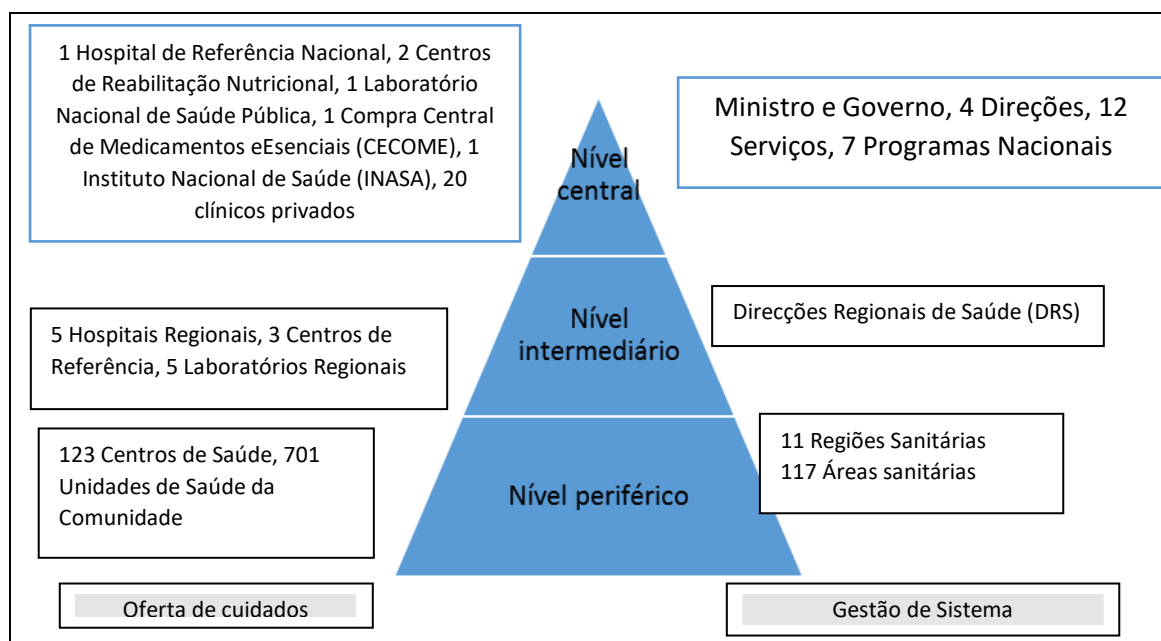 1 Hospital de Referência Nacional, 2 Centros
de Reabilitação Nutricional, 1 Laboratório
Nacional de Saúde Pública, 1 Compra Central
de Medicamentos eEsenciais (CECOME), 1
Instituto Nacional de Saúde (INASA), 20
clínicos privados
Ministro e Governo, 4 Direções, 12
Serviços, 7 Programas Nacionais
Nível
central
5 Hospitais Regionais, 3 Centros de
Referência, 5 Laboratórios Regionais
Nível
intermediário
Direcções Regionais de Saúde (DRS)
123 Centros de Saúde, 701
Unidades de Saúde da
Comunidade
Nível periférico
11 Regiões Sanitárias
117 Áreas sanitárias
Oferta de cuidados
Gestão de Sistema